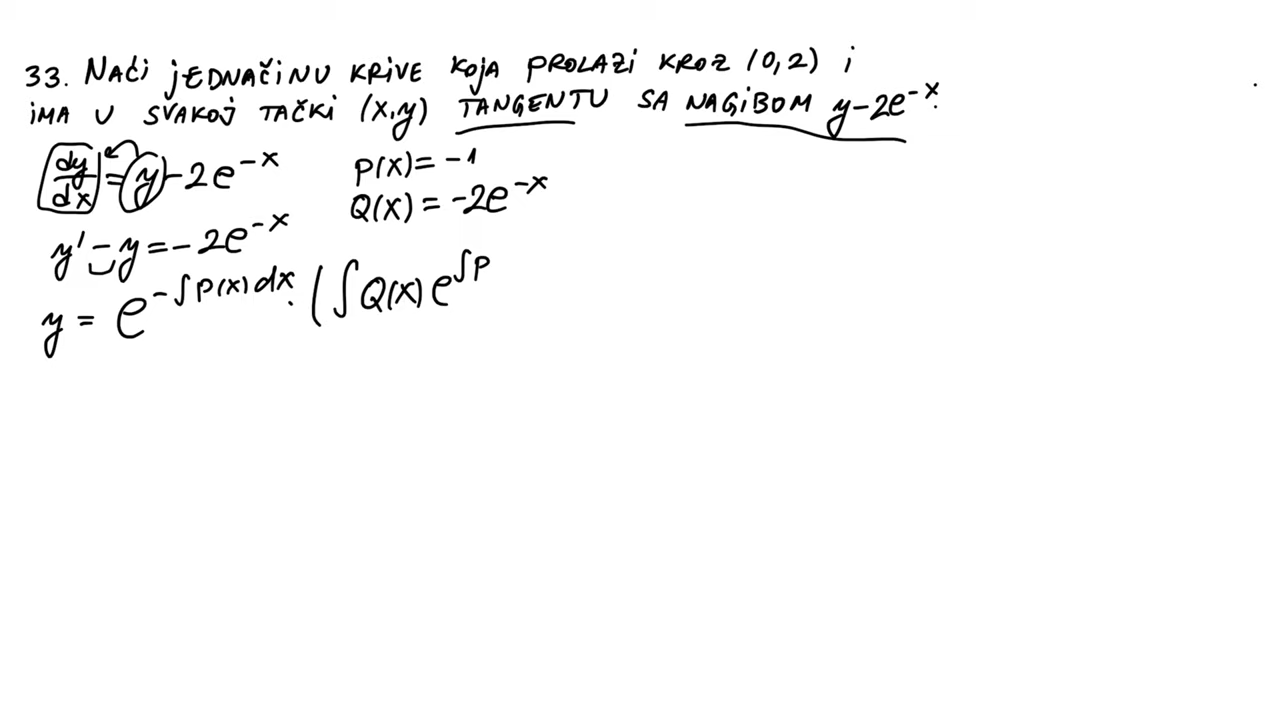 33. NAĆI JEDNAČINU KRIVE KOJA PROLAZI KROZ (0,2) i
IMA U SVAKOJ TAČKI (x,y) TANGENTU SA NAGIBOM y-2e^-x.
dy/dx = y - 2e^-x
P(x) = -1
Q(x) = -2e^-x
y' - y = -2e^-x
y = e^-∫P(x)dx · (∫Q(x) e^∫P